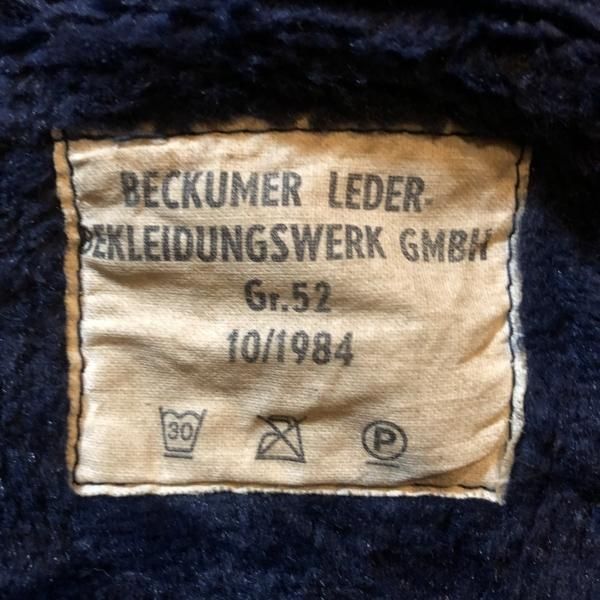 BECKUMER LEDER-
BEKLEIDUNGSWERK GMBH
Gr.52
10/1984
30 P